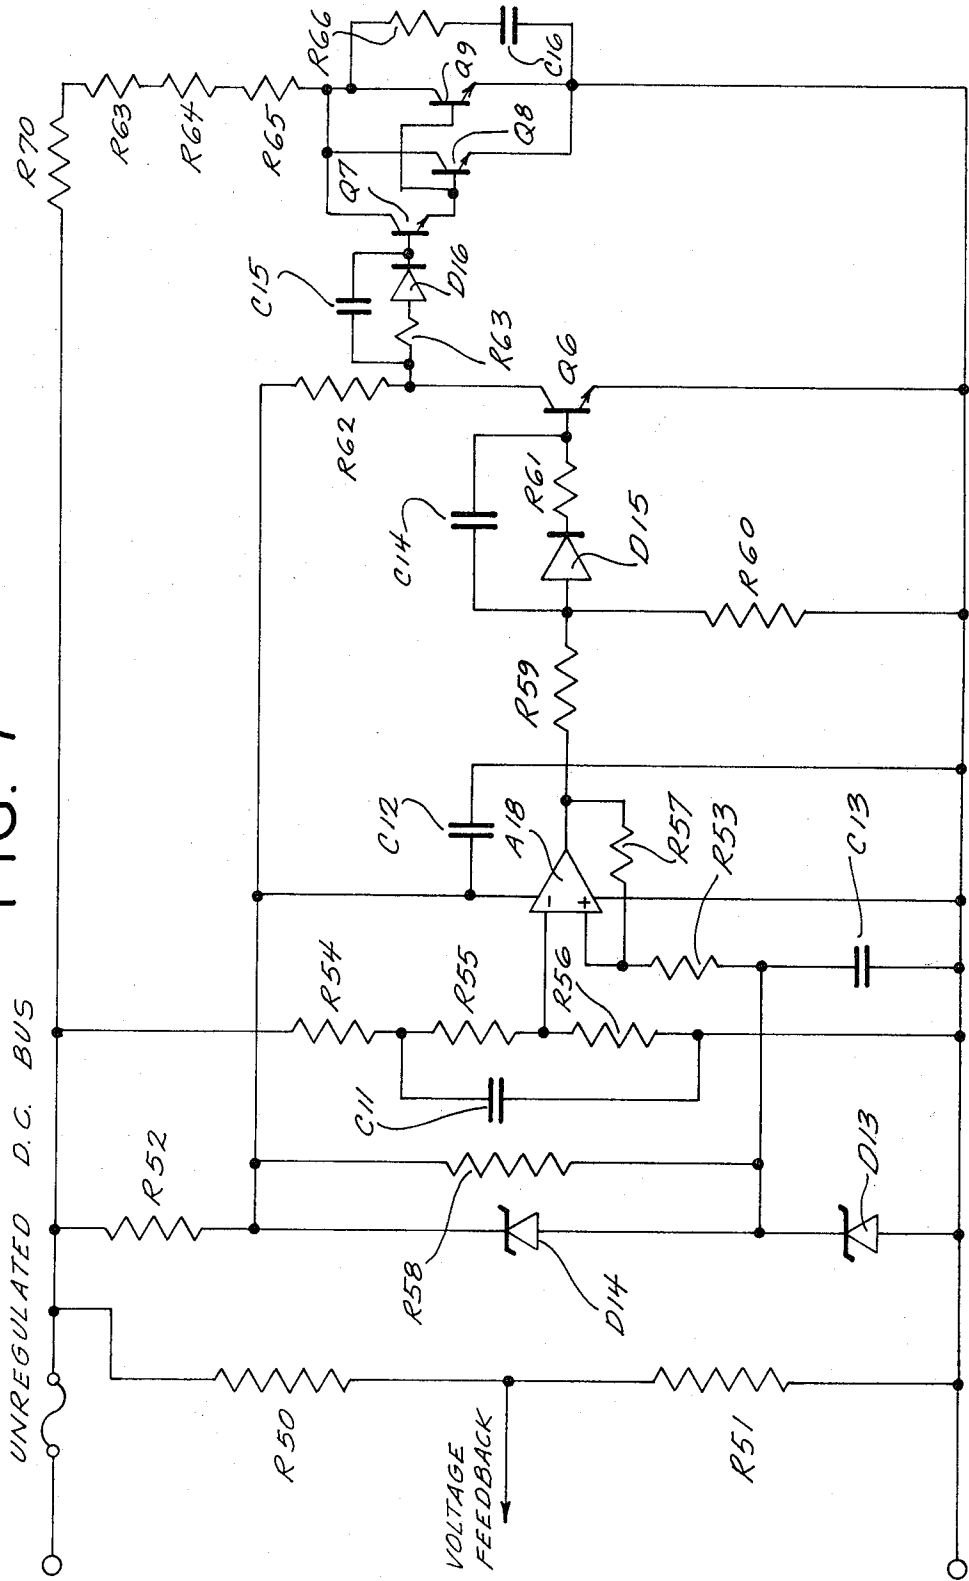 FIG. 7
UNREGULATED D.C. BUS
R70
R63
R64
R65
R66
C16
Q9
Q8
Q7
C15
D16
R63
R62
Q6
C14
R61
D15
R60
R59
C12
A18
-
+
R57
R53
C13
R54
R55
R56
C11
R52
R58
D14
D13
R50
VOLTAGE
FEEDBACK
R51